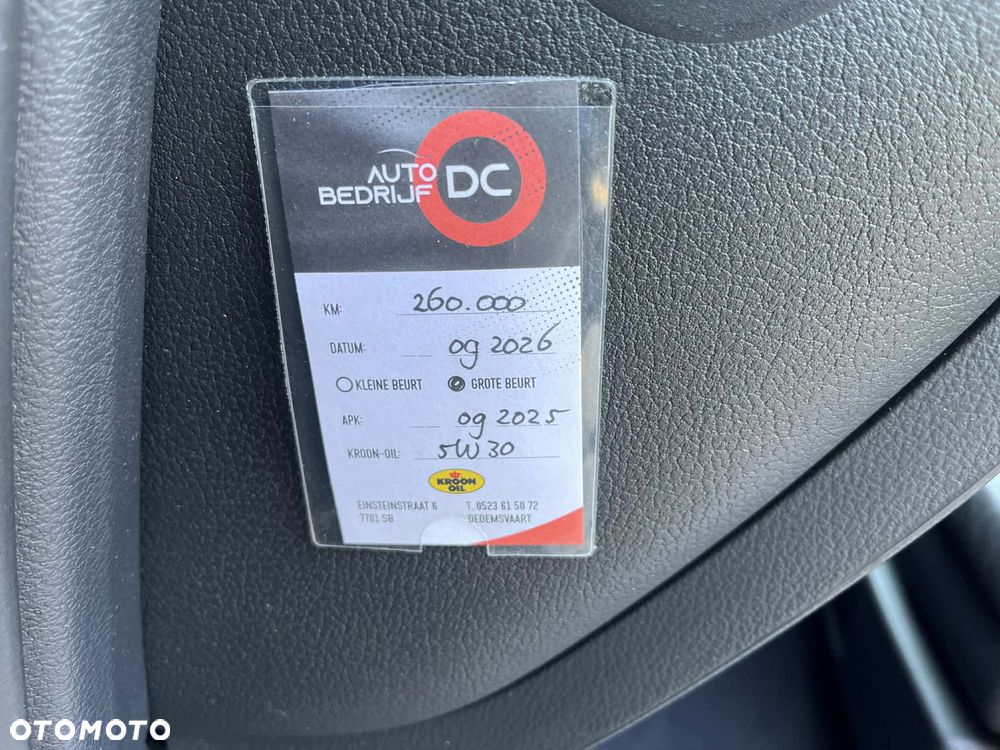 AUTO
BEDRIJF DC
KM: 260.000
DATUM: 09 2026
KLEINE BEURT GROTE BEURT
APK: 09 2025
KROON-OIL: 5W30
KROON
OIL
EINSTEINSTRAAT 6 T. 0523 61 50 72
7701 SB DEDEMSVAART
OTOMOTO